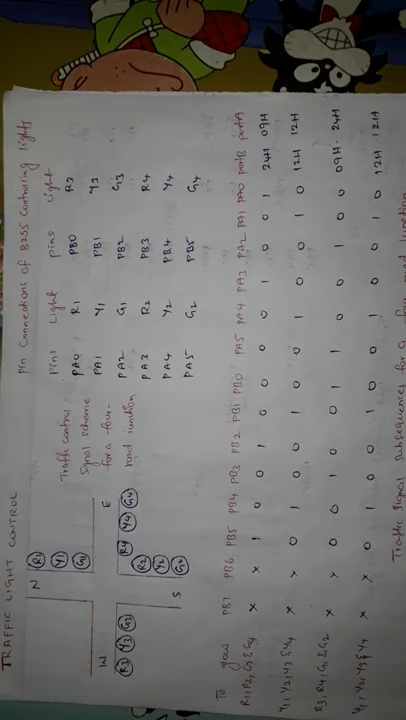 TRAFFIC LIGHT CONTROL
Pin Connections of 8255 Controlling lights
N
R1
Y1
G1
W
E
R3 Y3 G3
R4 Y4 G4
R2
Y2
G2
S
Traffic control
signal scheme
for a four-
road junction
Pins Light Pins Light
PA0 R1 PB0 R3
PA1 Y1 PB1 Y3
PA2 G1 PB2 G3
PA3 R2 PB3 R4
PA4 Y2 PB4 Y4
PA5 G2 PB5 G4
To glow PB7 PB6 PB5 PB4 PB3 PB2 PB1 PB0 PA5 PA4 PA3 PA2 PA1 PA0 portB portA
R1, R2, G3 & G4 x x 1 0 0 1 0 0 0 0 1 0 0 1 24H 09H
Y1, Y2, Y3 & Y4 x x 0 1 0 0 1 0 0 1 0 0 1 0 12H 12H
R3, R4, G1 & G2 x x 0 0 1 0 0 1 1 0 0 1 0 0 09H 24H
Y1, Y2, Y3 & Y4 x x 0 1 0 0 1 0 0 1 0 0 1 0 12H 12H
Traffic signal subsequences for a four road junction